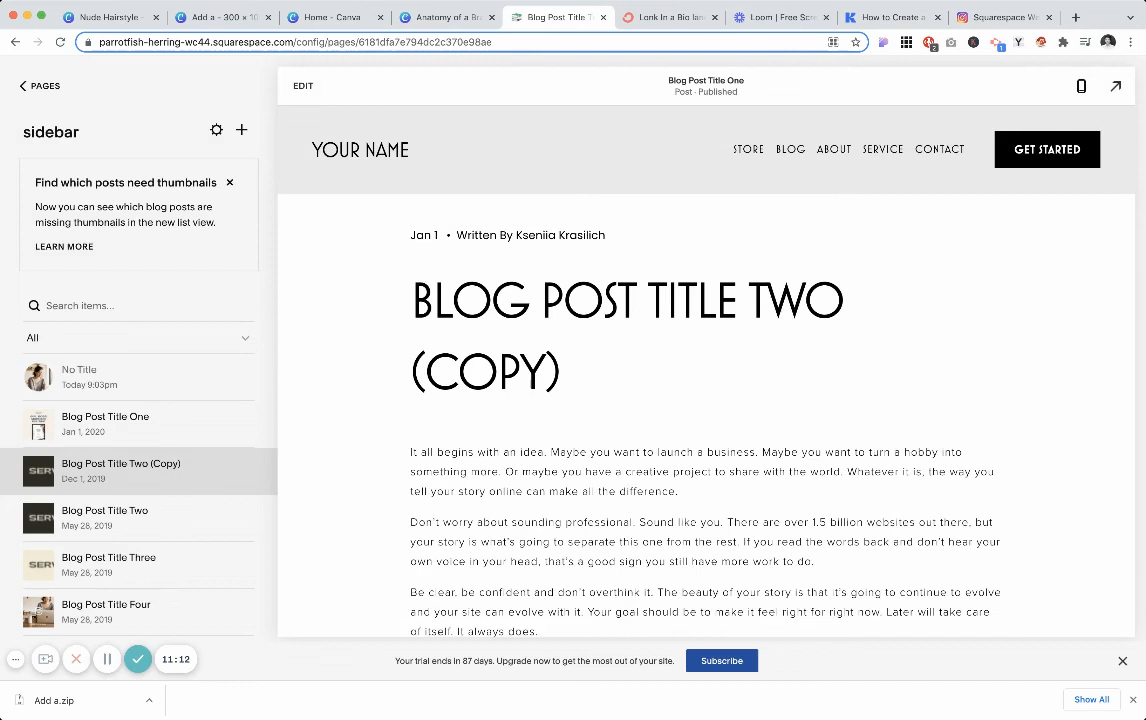 Nude Hairstyle -
Add a - 300 × 10
Home - Canva
Anatomy of a Bra
Blog Post Title T
Lonk In a Bio lan
Loom | Free Scre
How to Create a
Squarespace We
parrotfish-herring-wc44.squarespace.com/config/pages/6181dfa7e794dc2c370e98ae
PAGES
EDIT
Blog Post Title One
Post · Published
sidebar
Find which posts need thumbnails
Now you can see which blog posts are
missing thumbnails in the new list view.
LEARN MORE
Search items...
All
No Title
Today 9:03pm
Blog Post Title One
Jan 1, 2020
Blog Post Title Two (Copy)
Dec 1, 2019
Blog Post Title Two
May 28, 2019
Blog Post Title Three
May 28, 2019
Blog Post Title Four
May 28, 2019
YOUR NAME
STORE BLOG ABOUT SERVICE CONTACT
GET STARTED
Jan 1 • Written By Kseniia Krasilich
BLOG POST TITLE TWO
(COPY)
It all begins with an idea. Maybe you want to launch a business. Maybe you want to turn a hobby into
something more. Or maybe you have a creative project to share with the world. Whatever it is, the way you
tell your story online can make all the difference.
Don't worry about sounding professional. Sound like you. There are over 1.5 billion websites out there, but
your story is what's going to separate this one from the rest. If you read the words back and don't hear your
own voice in your head, that's a good sign you still have more work to do.
Be clear, be confident and don't overthink it. The beauty of your story is that it's going to continue to evolve
and your site can evolve with it. Your goal should be to make it feel right for right now. Later will take care
of itself. It always does.
11:12
Your trial ends in 87 days. Upgrade now to get the most out of your site.
Subscribe
Add a.zip
Show All